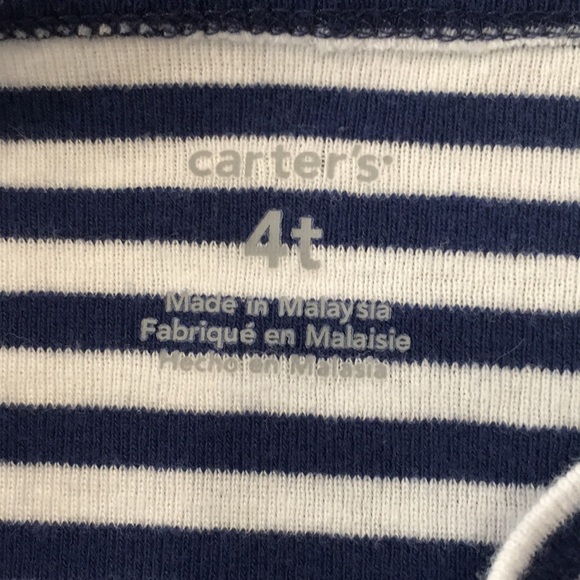 carter's
4t
Made in Malaysia
Fabriqué en Malaisie
Hecho en Malasia